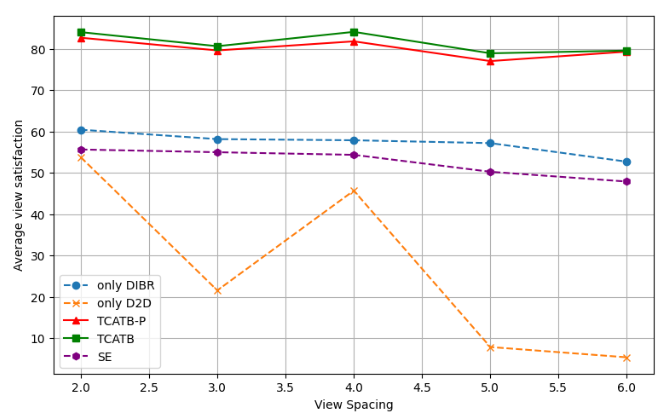 Average view satisfaction
80
70
60
50
40
30
20
10
only DIBR
only D2D
TCATB-P
TCATB
SE
2.0 2.5 3.0 3.5 4.0 4.5 5.0 5.5 6.0
View Spacing